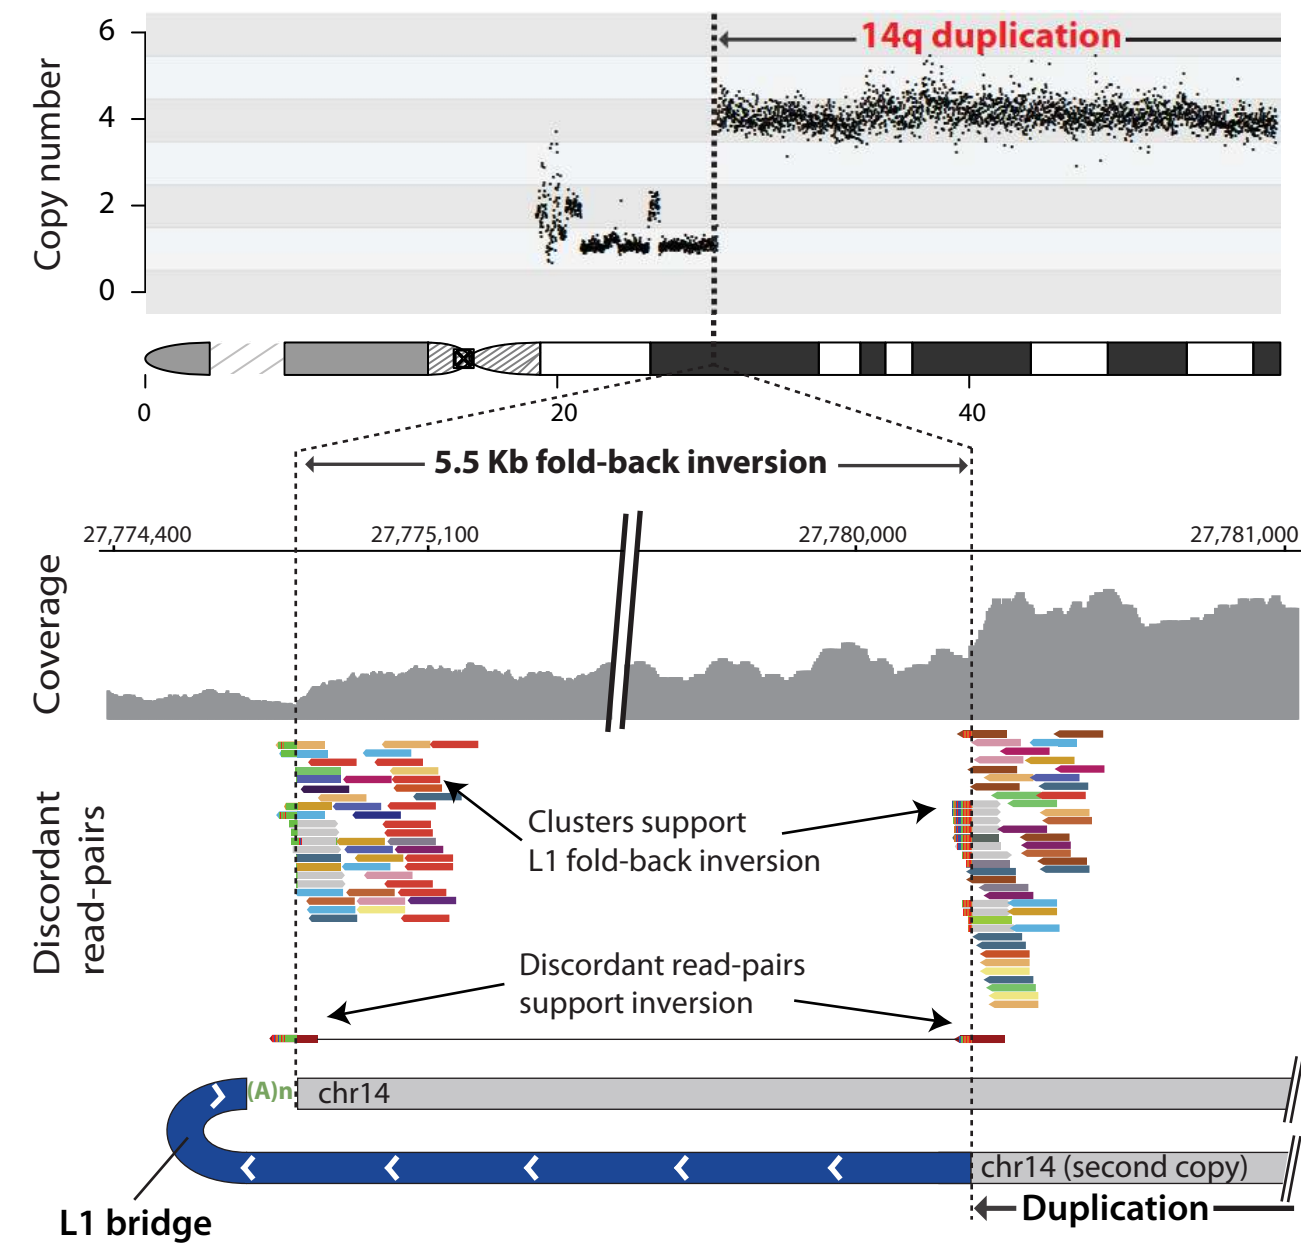 6
14q duplication
4
2
0
Copy number
0
20
40
5.5 Kb fold-back inversion
27,774,400
27,775,100
27,780,000
27,781,000
Coverage
Discordant
read-pairs
Clusters support
L1 fold-back inversion
Discordant read-pairs
support inversion
(A)n
chr14
chr14 (second copy)
Duplication
L1 bridge